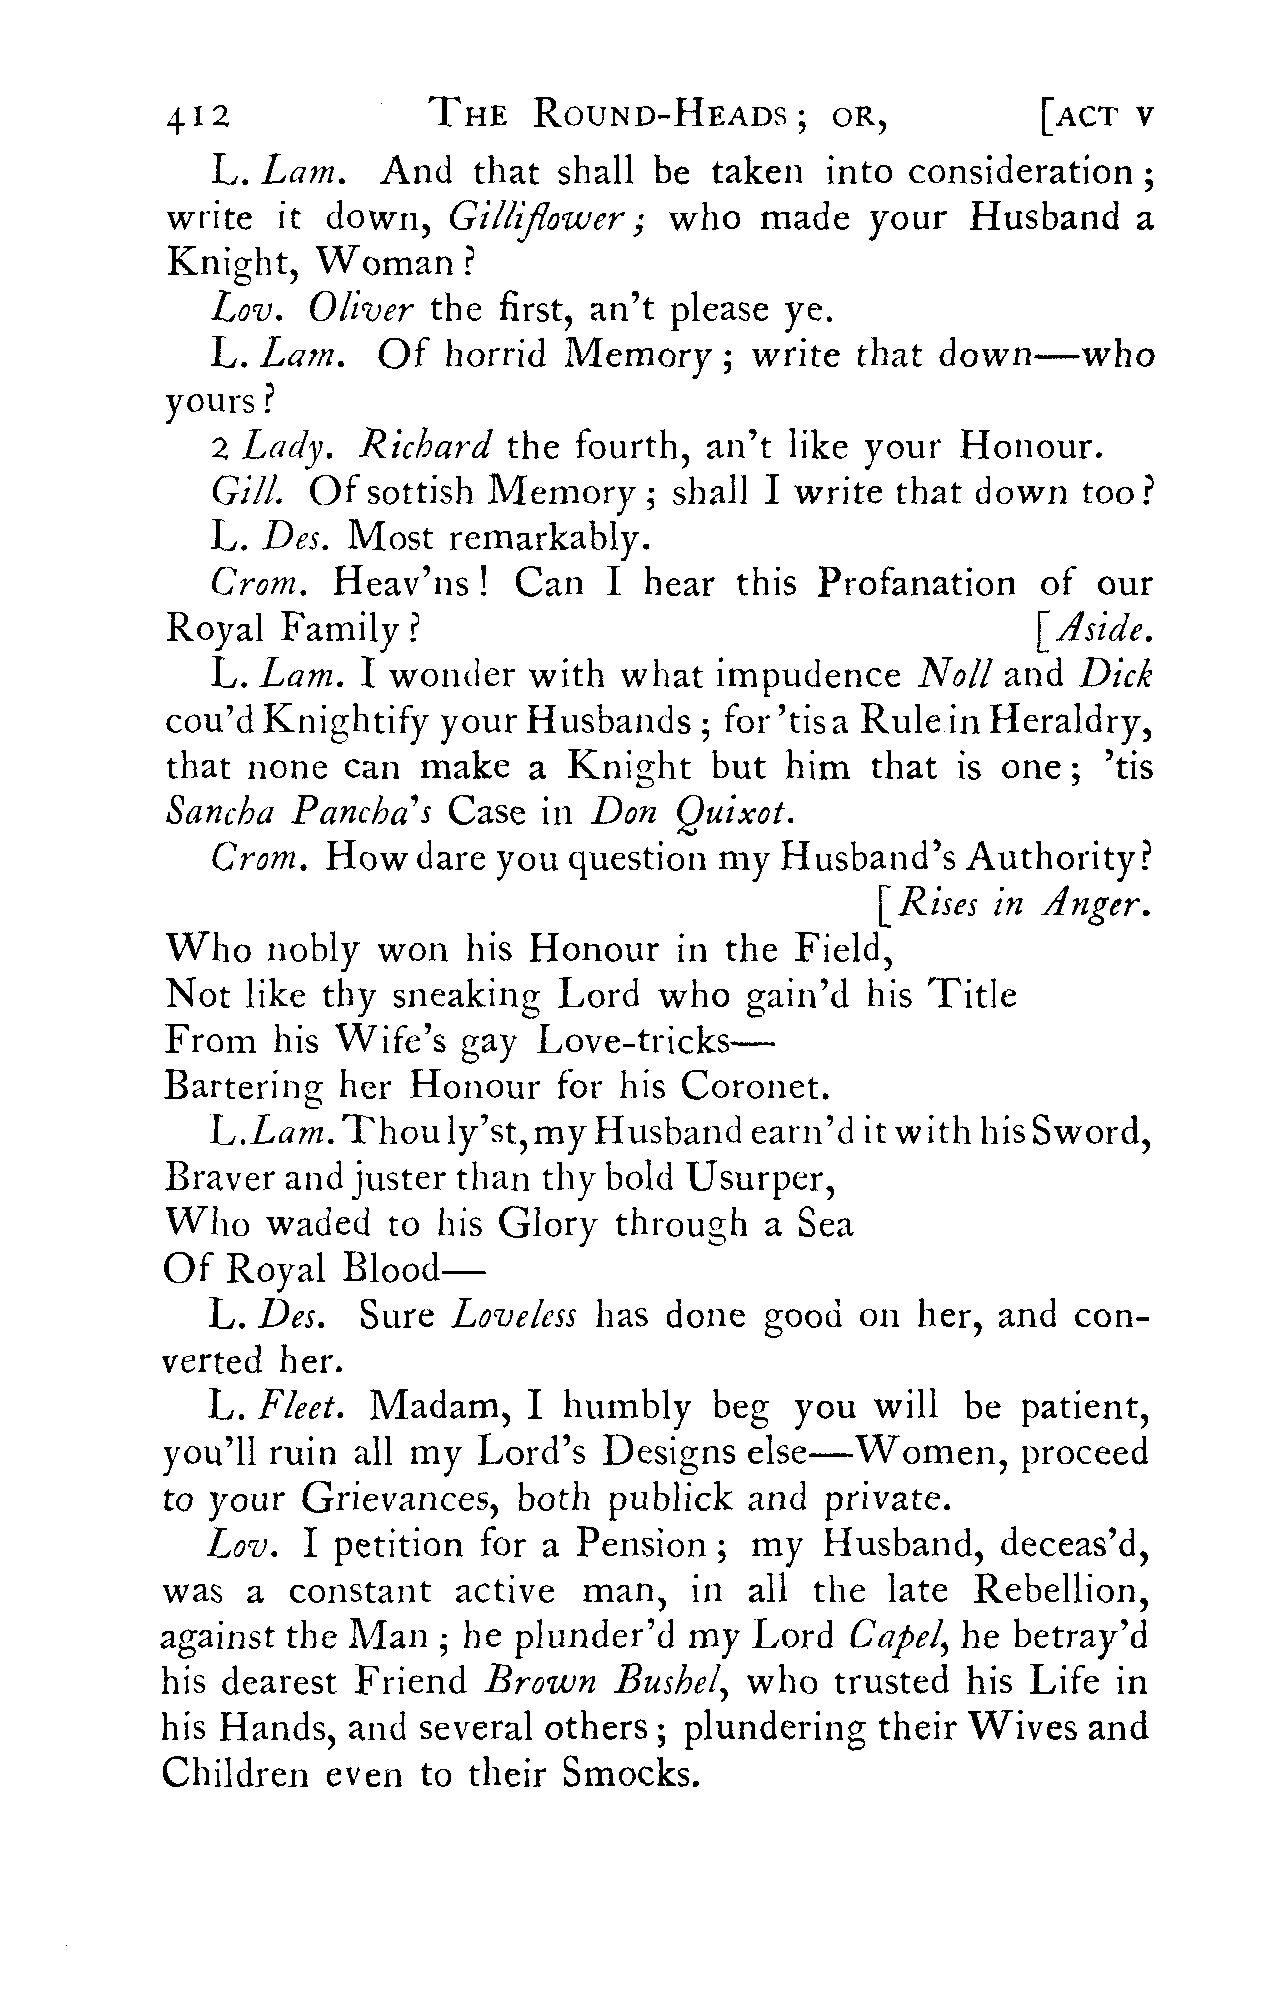 412 THE ROUND-HEADS; OR, [ACT V
L. Lam. And that shall be taken into consideration;
write it down, Gilliflower; who made your Husband a
Knight, Woman?
Lov. Oliver the first, an't please ye.
L. Lam. Of horrid Memory; write that down—who
yours?
2 Lady. Richard the fourth, an't like your Honour.
Gill. Of sottish Memory; shall I write that down too?
L. Des. Most remarkably.
Crom. Heav'ns! Can I hear this Profanation of our
Royal Family? [Aside.
L. Lam. I wonder with what impudence Noll and Dick
cou'd Knightify your Husbands; for 'tis a Rule in Heraldry,
that none can make a Knight but him that is one; 'tis
Sancha Pancha's Case in Don Quixot.
Crom. How dare you question my Husband's Authority?
[Rises in Anger.
Who nobly won his Honour in the Field,
Not like thy sneaking Lord who gain'd his Title
From his Wife's gay Love-tricks—
Bartering her Honour for his Coronet.
L. Lam. Thou ly'st, my Husband earn'd it with his Sword,
Braver and juster than thy bold Usurper,
Who waded to his Glory through a Sea
Of Royal Blood—
L. Des. Sure Loveless has done good on her, and con-
verted her.
L. Fleet. Madam, I humbly beg you will be patient,
you'll ruin all my Lord's Designs else—Women, proceed
to your Grievances, both publick and private.
Lov. I petition for a Pension; my Husband, deceas'd,
was a constant active man, in all the late Rebellion,
against the Man; he plunder'd my Lord Capel, he betray'd
his dearest Friend Brown Bushel, who trusted his Life in
his Hands, and several others; plundering their Wives and
Children even to their Smocks.